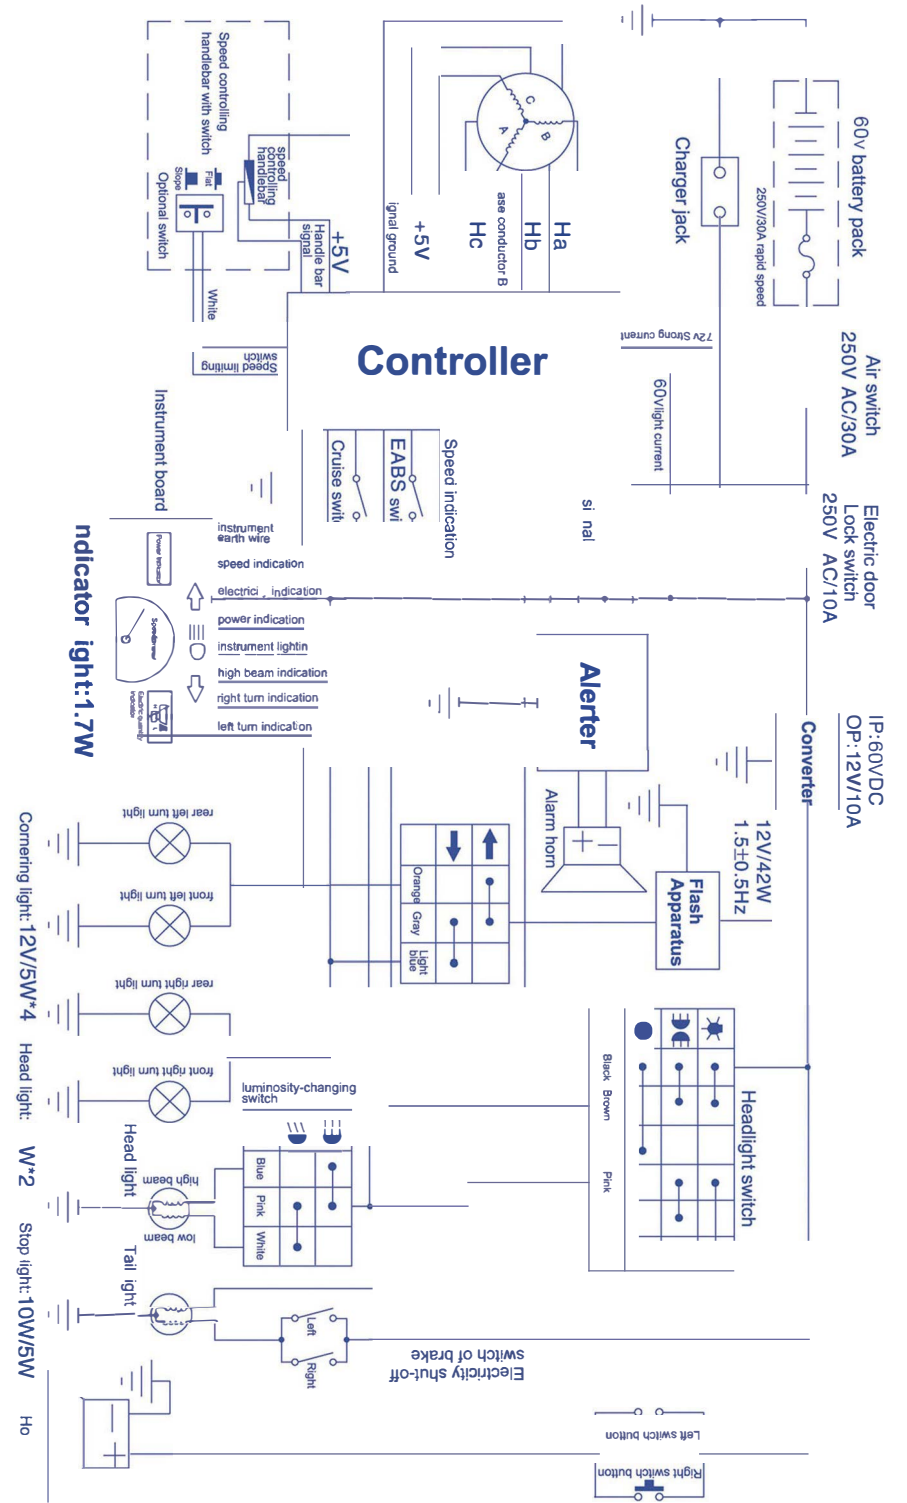 60v battery pack
250V/30A rapid speed
Charger jack
Air switch
250V AC/30A
72v Strong current
60vlight current
Electric door
Lock switch
250V AC/10A
IP:60VDC
OP:12V/10A
Converter
Speed controlling
handlebar with switch
speed
controlling
handlebar
Flat
Slope
Optional switch
White
Handle bar
signal
+5V
ignal ground
+5V
A
B
C
Hc
ase conductor B
Hb
Ha
Controller
Speed limiting
switch
Cruise swit
EABS swi
Speed indication
si nal
Instrument board
instrument
earth wire
speed indication
electrici indication
power indication
instrument lightin
high beam indication
right turn indication
left turn indication
Power Indicator
Electric quantity
indicator
ndicator ight:1.7W
Alerter
Alarm horn
+ -
12V/42W
1.5±0.5Hz
Flash
Apparatus
Orange
Gray
Light
blue
rear left turn light
front left turn light
rear right turn light
front right turn light
Cornering light:12V/5W*4
Head light: W*2
Stop light:10W/5W
Ho
luminosity-changing
switch
Blue
Pink
White
Head light
high beam
low beam
Tail ight
Headlight switch
Black
Brown
Pink
Left
Right
Electricity shut-off
switch of brake
Left switch button
Right switch button
- +